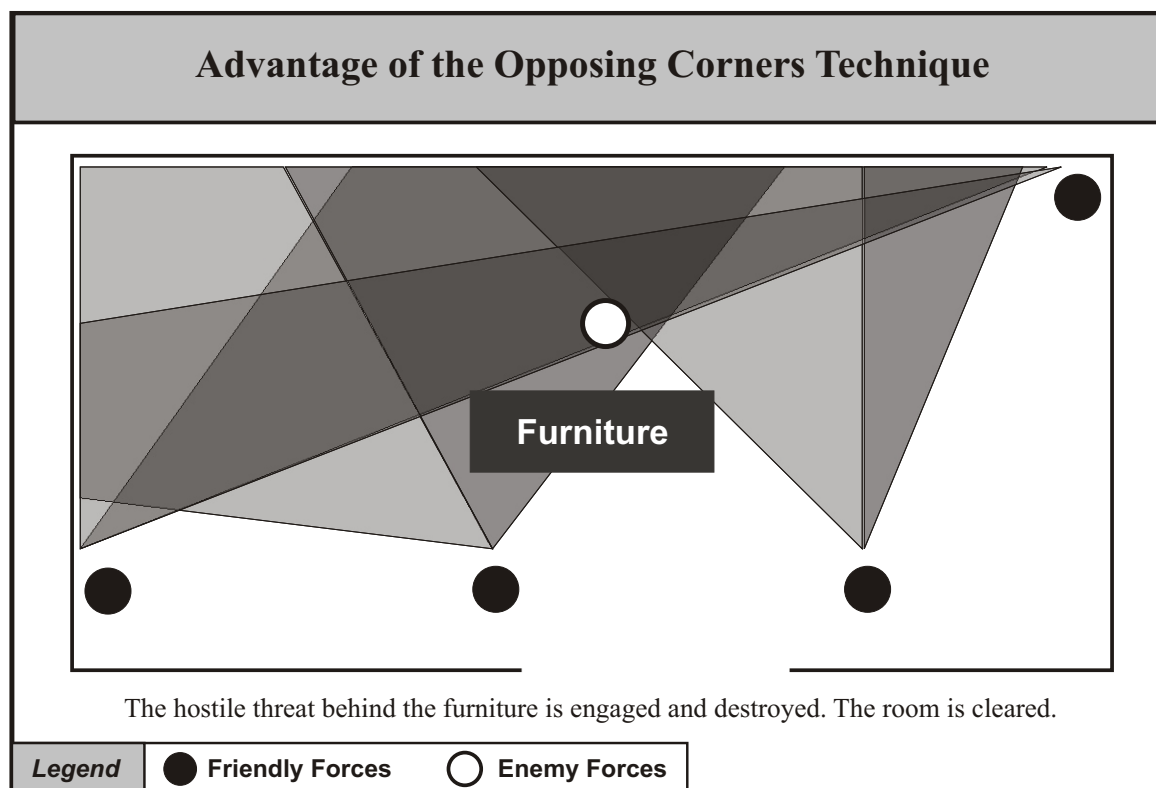 Advantage of the Opposing Corners Technique
Furniture
The hostile threat behind the furniture is engaged and destroyed. The room is cleared.
Legend
Friendly Forces
Enemy Forces